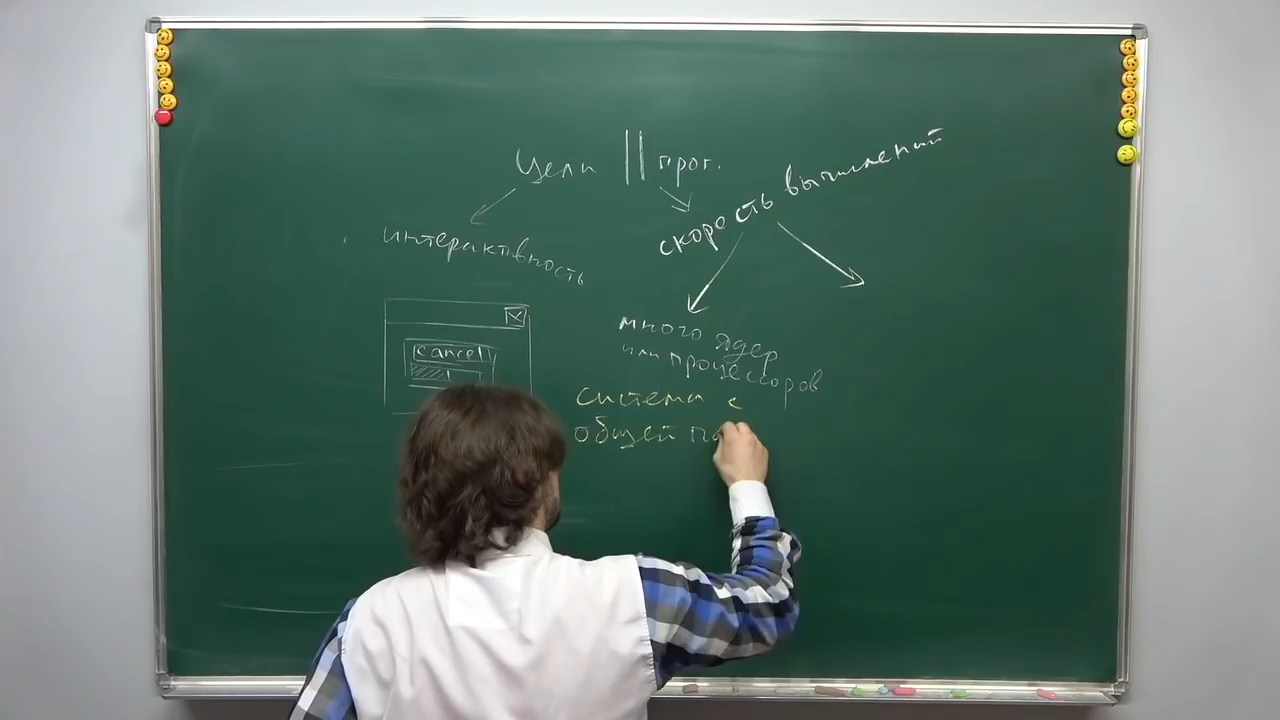 Цели || прог.
интерактивность
скорость вычислений
cancel
много ядер
или процессоров
система с
общей па